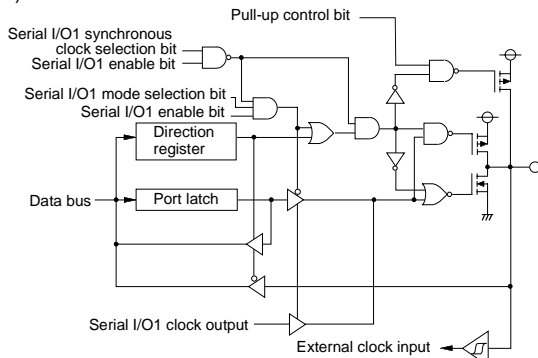 Pull-up control bit
Serial I/O1 synchronous
clock selection bit
Serial I/O1 enable bit
Serial I/O1 mode selection bit
Serial I/O1 enable bit
Direction
register
Data bus
Port latch
Serial I/O1 clock output
External clock input